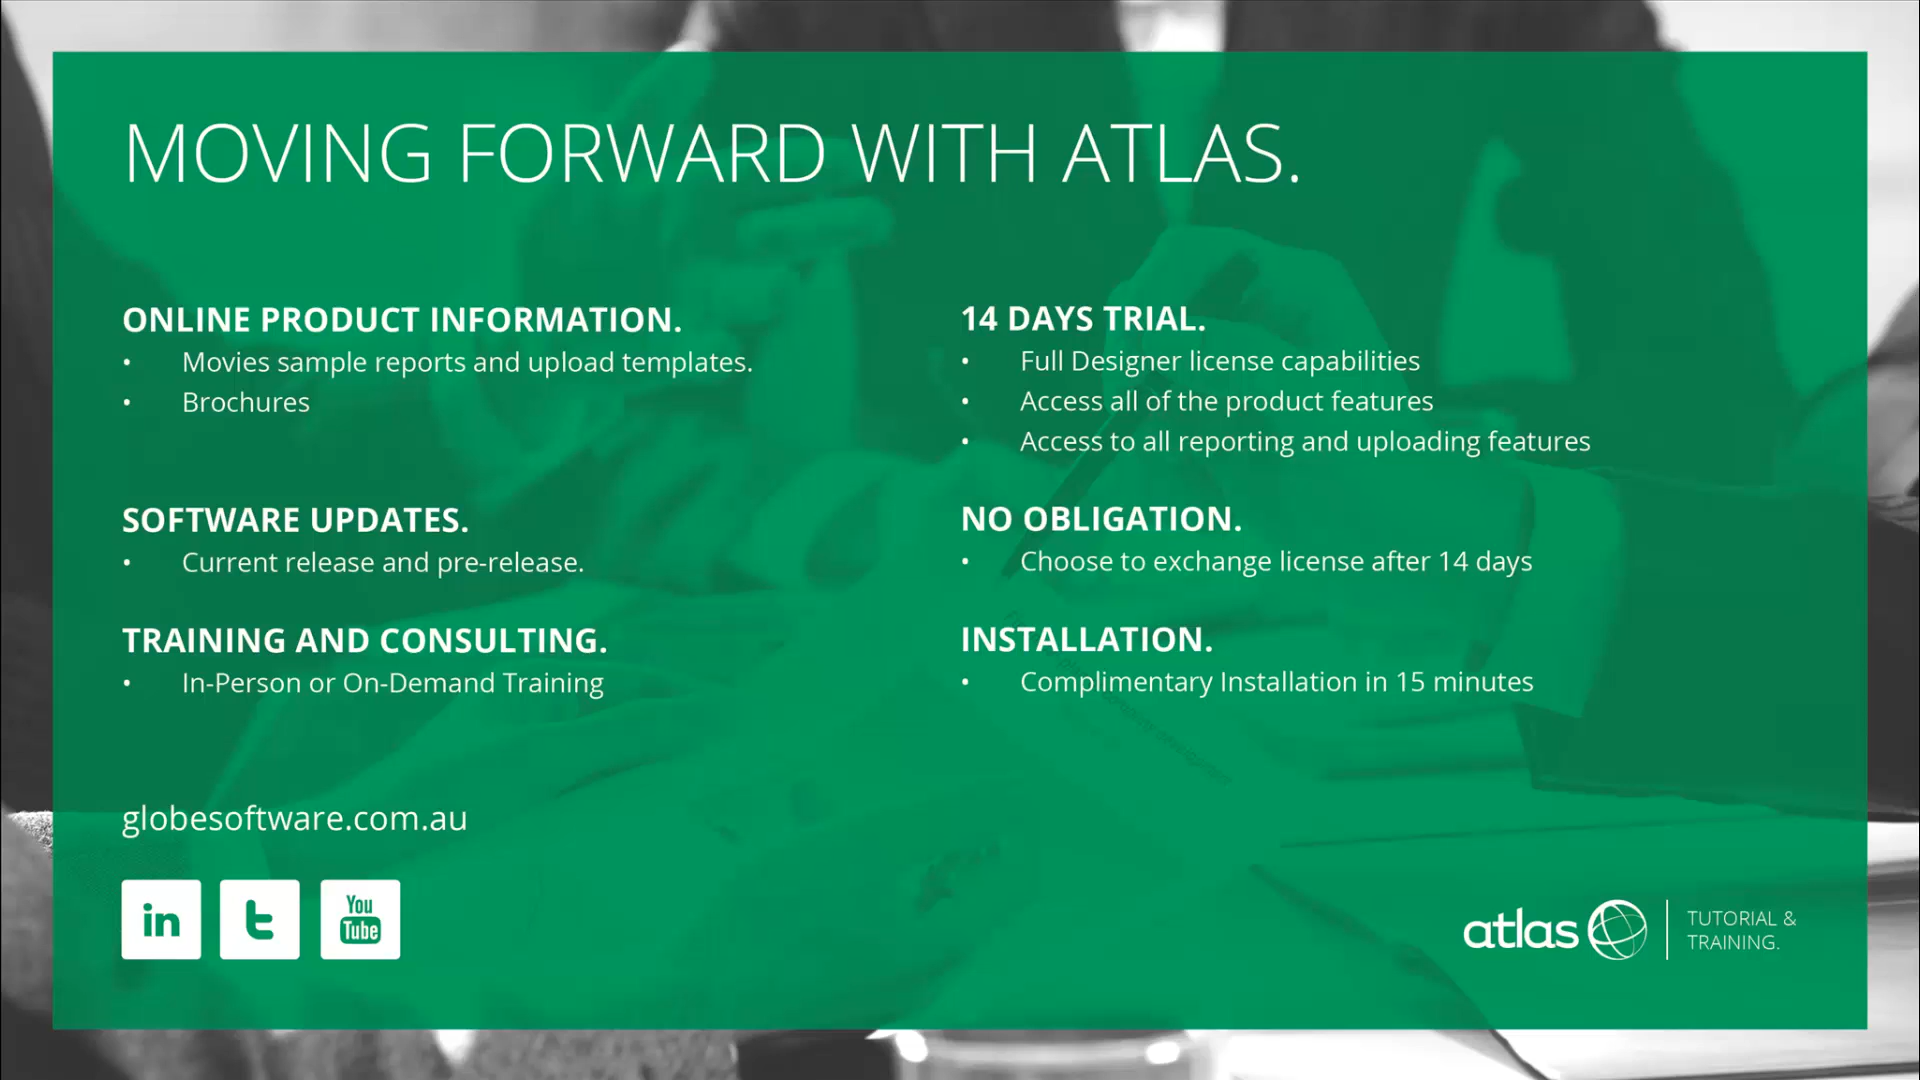 MOVING FORWARD WITH ATLAS.
ONLINE PRODUCT INFORMATION.
• Movies sample reports and upload templates.
• Brochures
SOFTWARE UPDATES.
• Current release and pre-release.
TRAINING AND CONSULTING.
• In-Person or On-Demand Training
14 DAYS TRIAL.
• Full Designer license capabilities
• Access all of the product features
• Access to all reporting and uploading features
NO OBLIGATION.
• Choose to exchange license after 14 days
INSTALLATION.
• Complimentary Installation in 15 minutes
globesoftware.com.au
in
t
You
Tube
atlas
TUTORIAL &
TRAINING.